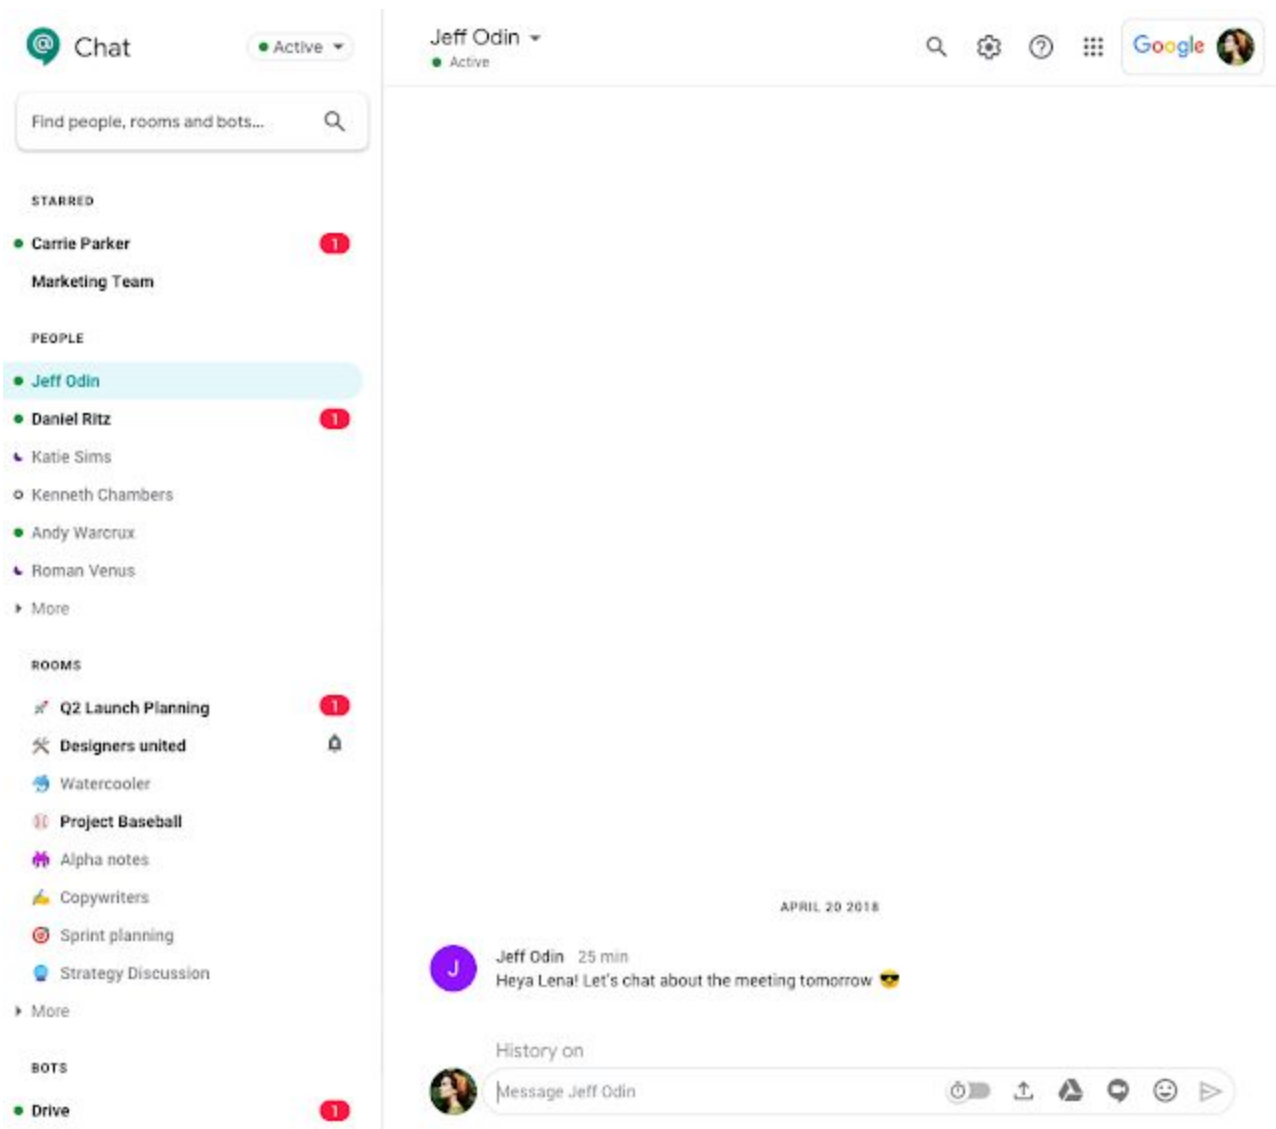 Chat
Active
Find people, rooms and bots...
STARRED
Carrie Parker 1
Marketing Team
PEOPLE
Jeff Odin
Daniel Ritz 1
Katie Sims
Kenneth Chambers
Andy Warcrux
Roman Venus
More
ROOMS
Q2 Launch Planning 1
Designers united
Watercooler
Project Baseball
Alpha notes
Copywriters
Sprint planning
Strategy Discussion
More
BOTS
Drive 1
Jeff Odin
Active
Google
APRIL 20 2018
J
Jeff Odin 25 min
Heya Lena! Let's chat about the meeting tomorrow 😎
History on
Message Jeff Odin